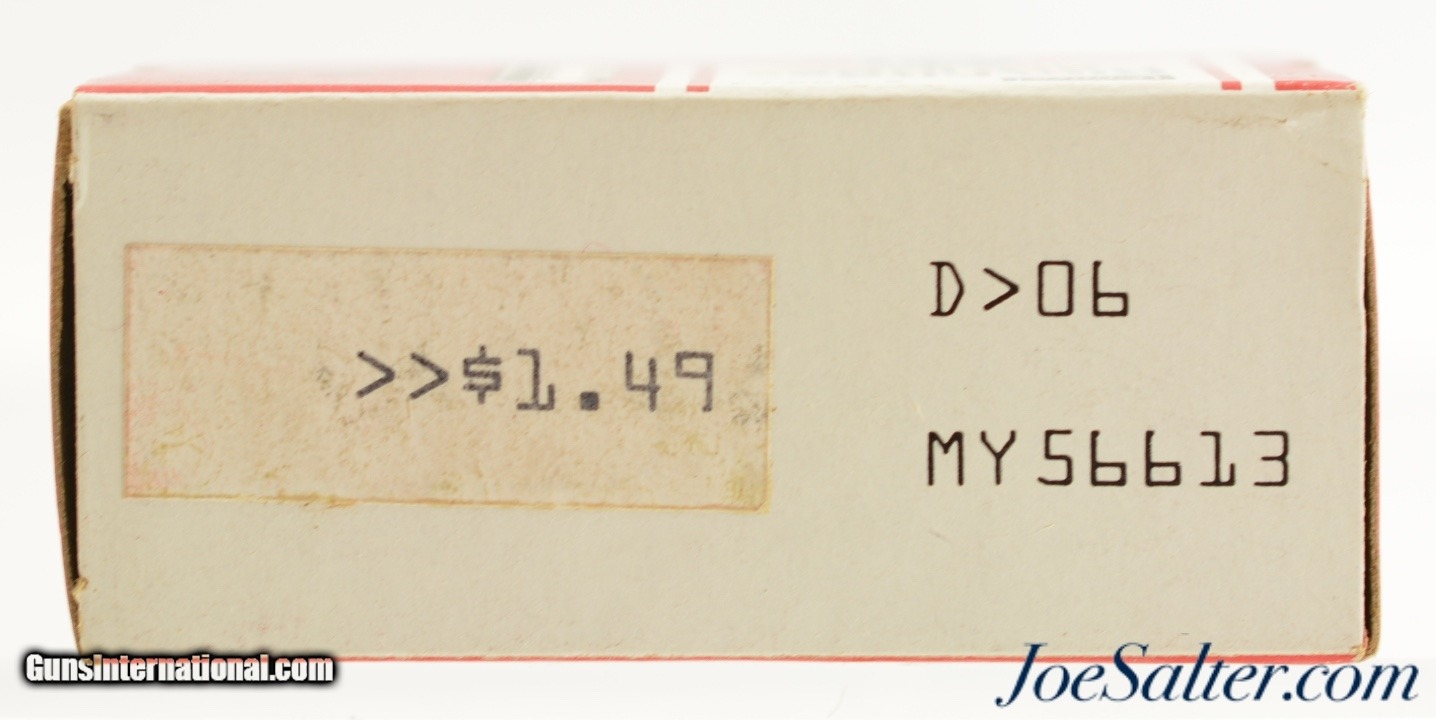 D>06
>>$1.49
MY56613
GunsInternational.com
JoeSalter.com